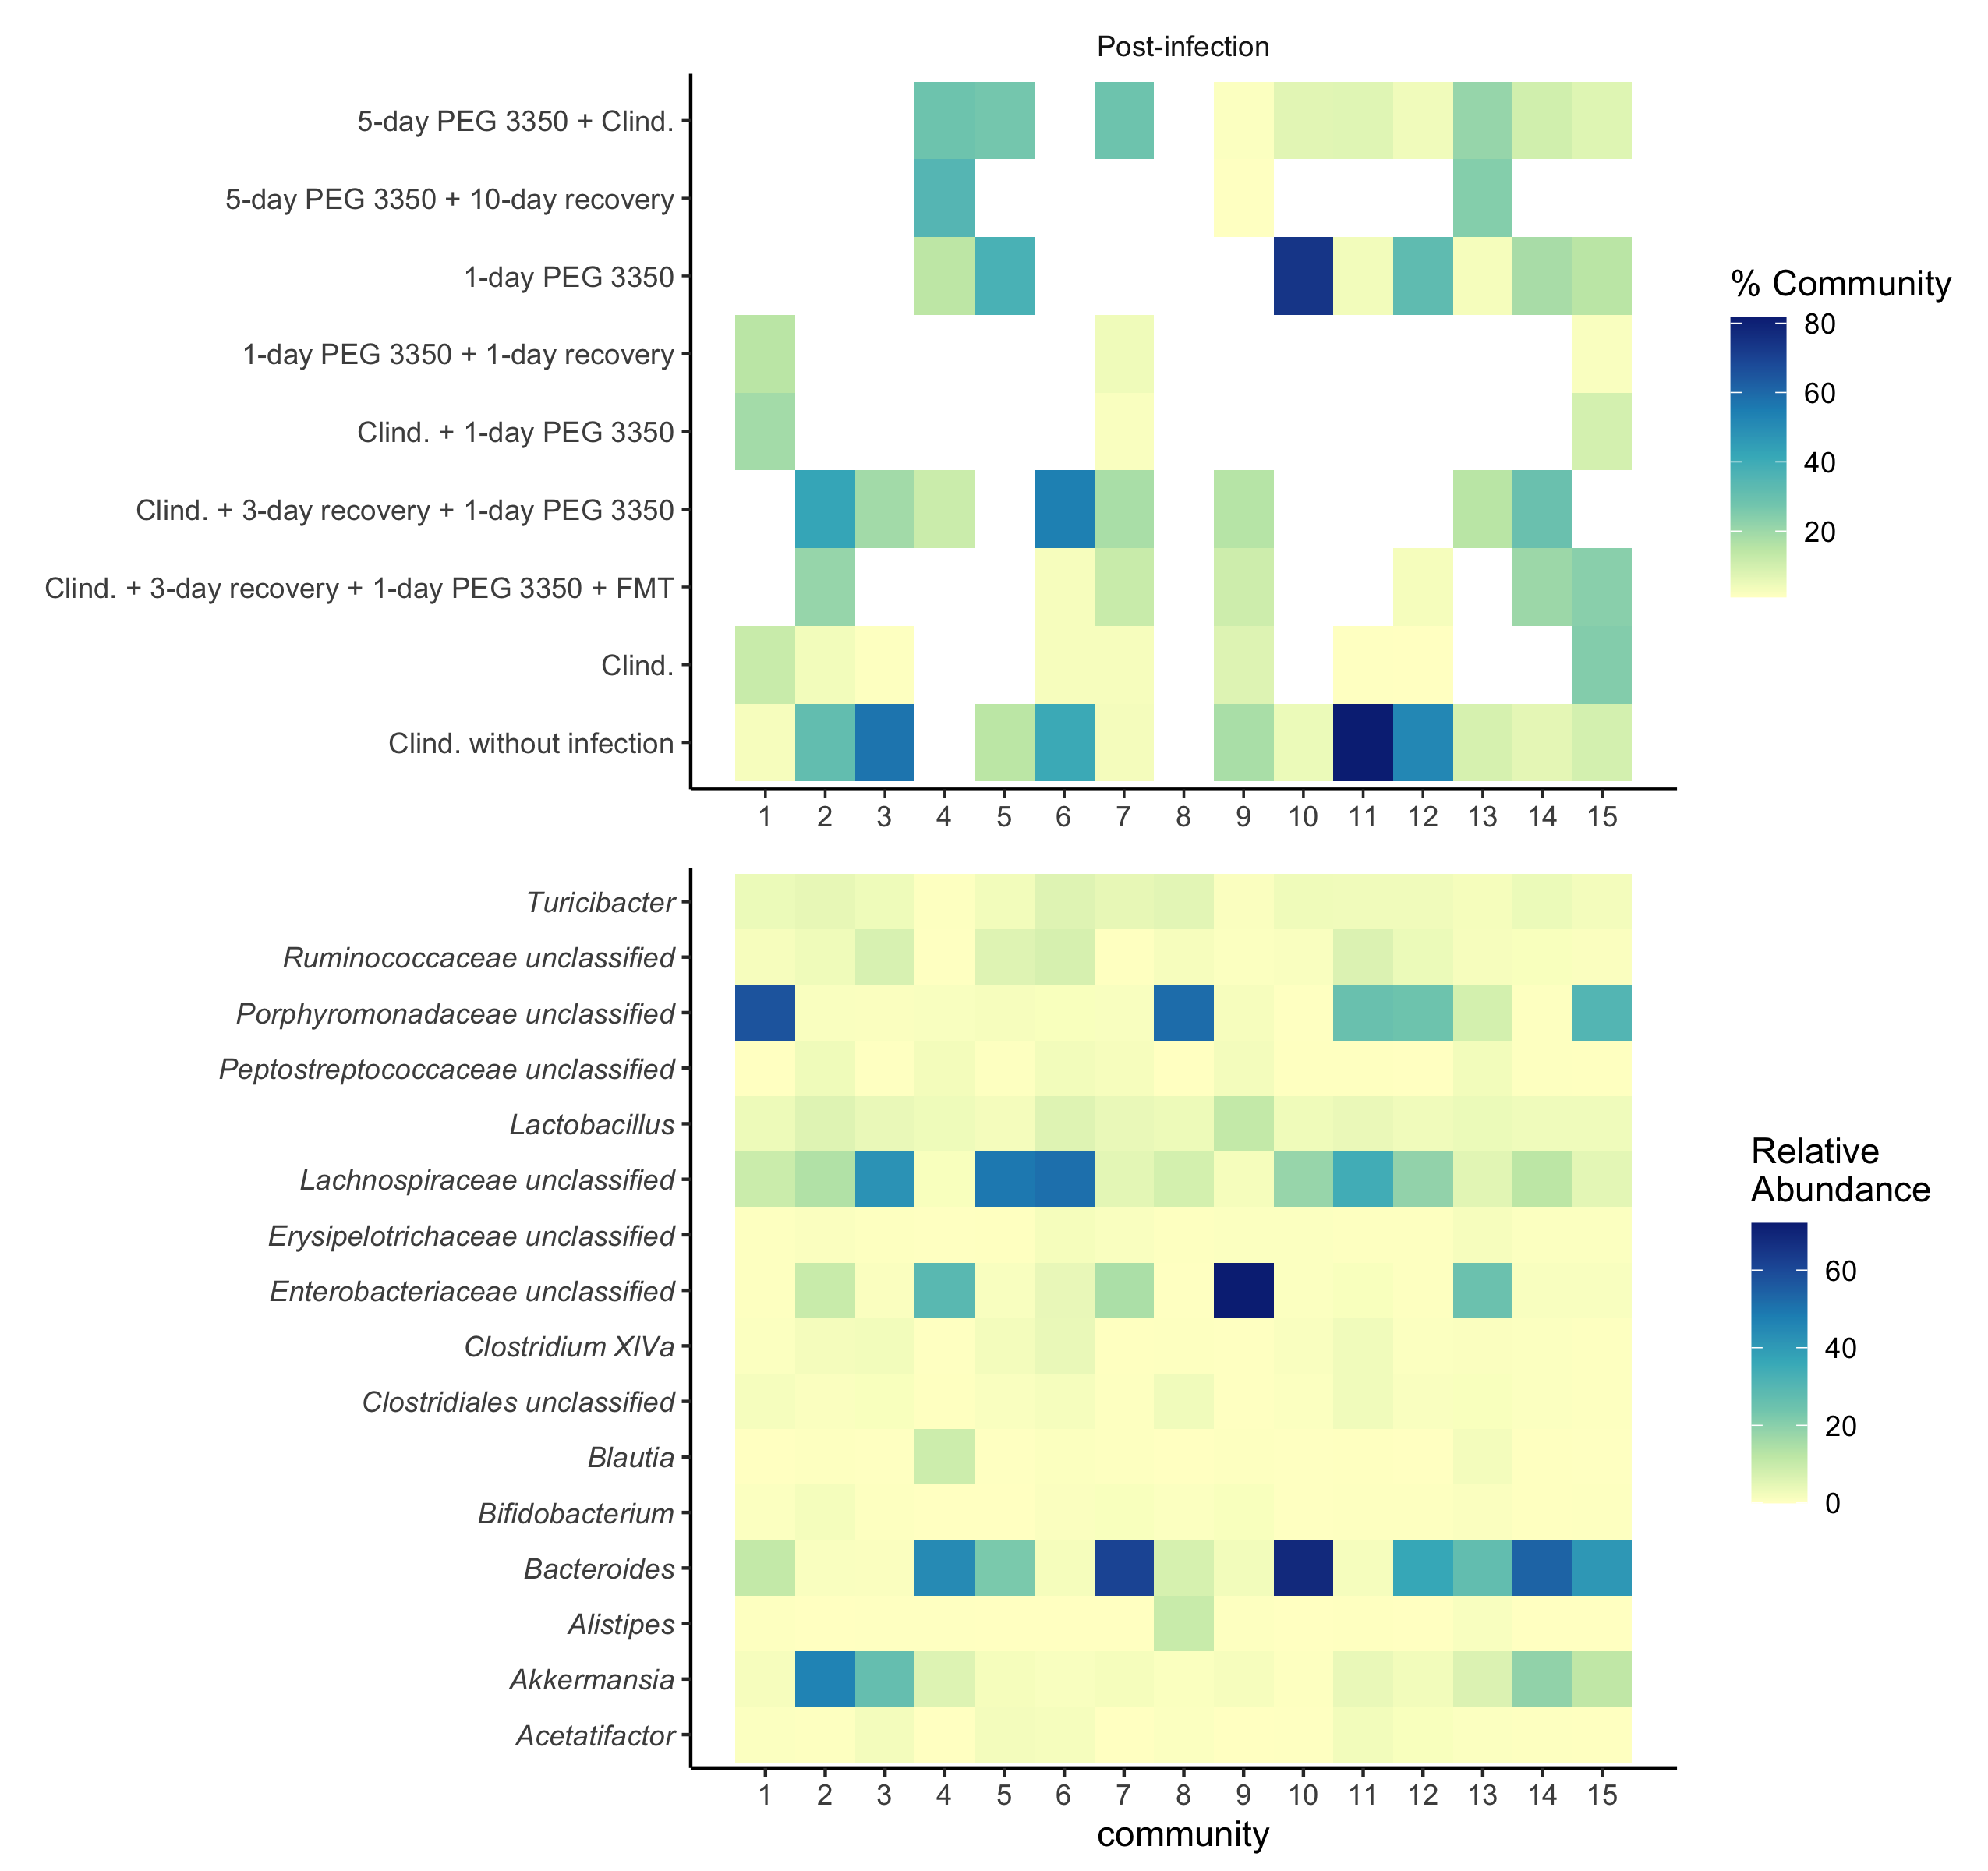 Post-infection
5-day PEG 3350 + Clind.
5-day PEG 3350 + 10-day recovery
1-day PEG 3350
1-day PEG 3350 + 1-day recovery
Clind. + 1-day PEG 3350
Clind. + 3-day recovery + 1-day PEG 3350
Clind. + 3-day recovery + 1-day PEG 3350 + FMT
Clind.
Clind. without infection
1 2 3 4 5 6 7 8 9 10 11 12 13 14 15
% Community
80
60
40
20
Turicibacter
Ruminococcaceae unclassified
Porphyromonadaceae unclassified
Peptostreptococcaceae unclassified
Lactobacillus
Lachnospiraceae unclassified
Erysipelotrichaceae unclassified
Enterobacteriaceae unclassified
Clostridium XlVa
Clostridiales unclassified
Blautia
Bifidobacterium
Bacteroides
Alistipes
Akkermansia
Acetatifactor
1 2 3 4 5 6 7 8 9 10 11 12 13 14 15
community
Relative
Abundance
60
40
20
0